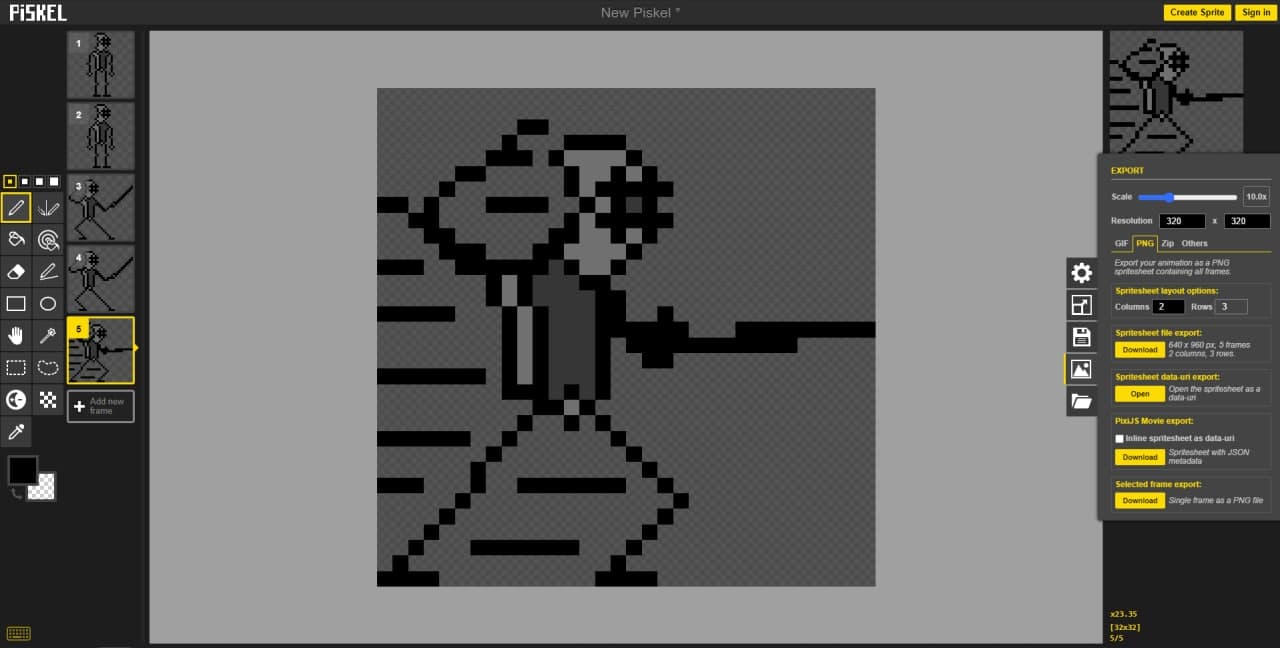 PiSKEL
New Piskel *
Create Sprite
Sign in
1
2
3
4
5
Add new
frame
EXPORT
Scale
10.0x
Resolution 320 x 320
GIF PNG Zip Others
Export your animation as a PNG
spritesheet containing all frames.
Spritesheet layout options:
Columns 2 Rows 3
Spritesheet file export:
Download 640 x 960 px, 5 frames
2 columns, 3 rows.
Spritesheet data-uri export:
Open Open the spritesheet as a
data-uri
PixiJS Movie export:
Inline spritesheet as data-uri
Download Spritesheet with JSON
metadata
Selected frame export:
Download Single frame as a PNG file
x23.35
[32x32]
5/5